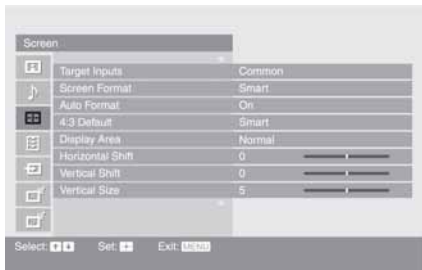 Screen
Target Inputs Common
Screen Format Smart
Auto Format On
4:3 Default Smart
Display Area Normal
Horizontal Shift 0
Vertical Shift 0
Vertical Size 5
Select: Set: Exit: MENU